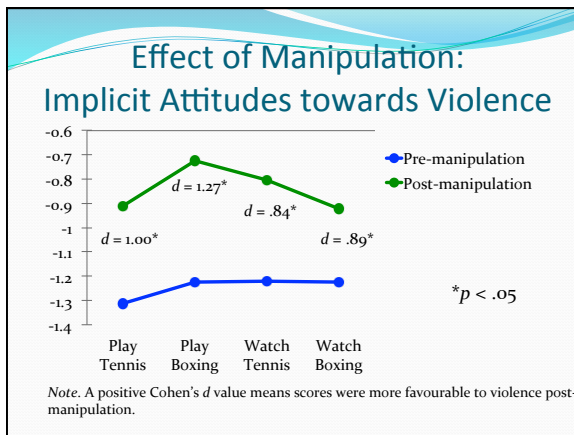 Effect of Manipulation:
Implicit Attitudes towards Violence
-0.6
-0.7
-0.8
-0.9
-1
-1.1
-1.2
-1.3
-1.4
Pre-manipulation
Post-manipulation
d = 1.00*
d = 1.27*
d = .84*
d = .89*
*p < .05
Play Tennis
Play Boxing
Watch Tennis
Watch Boxing
Note. A positive Cohen's d value means scores were more favourable to violence post-
manipulation.